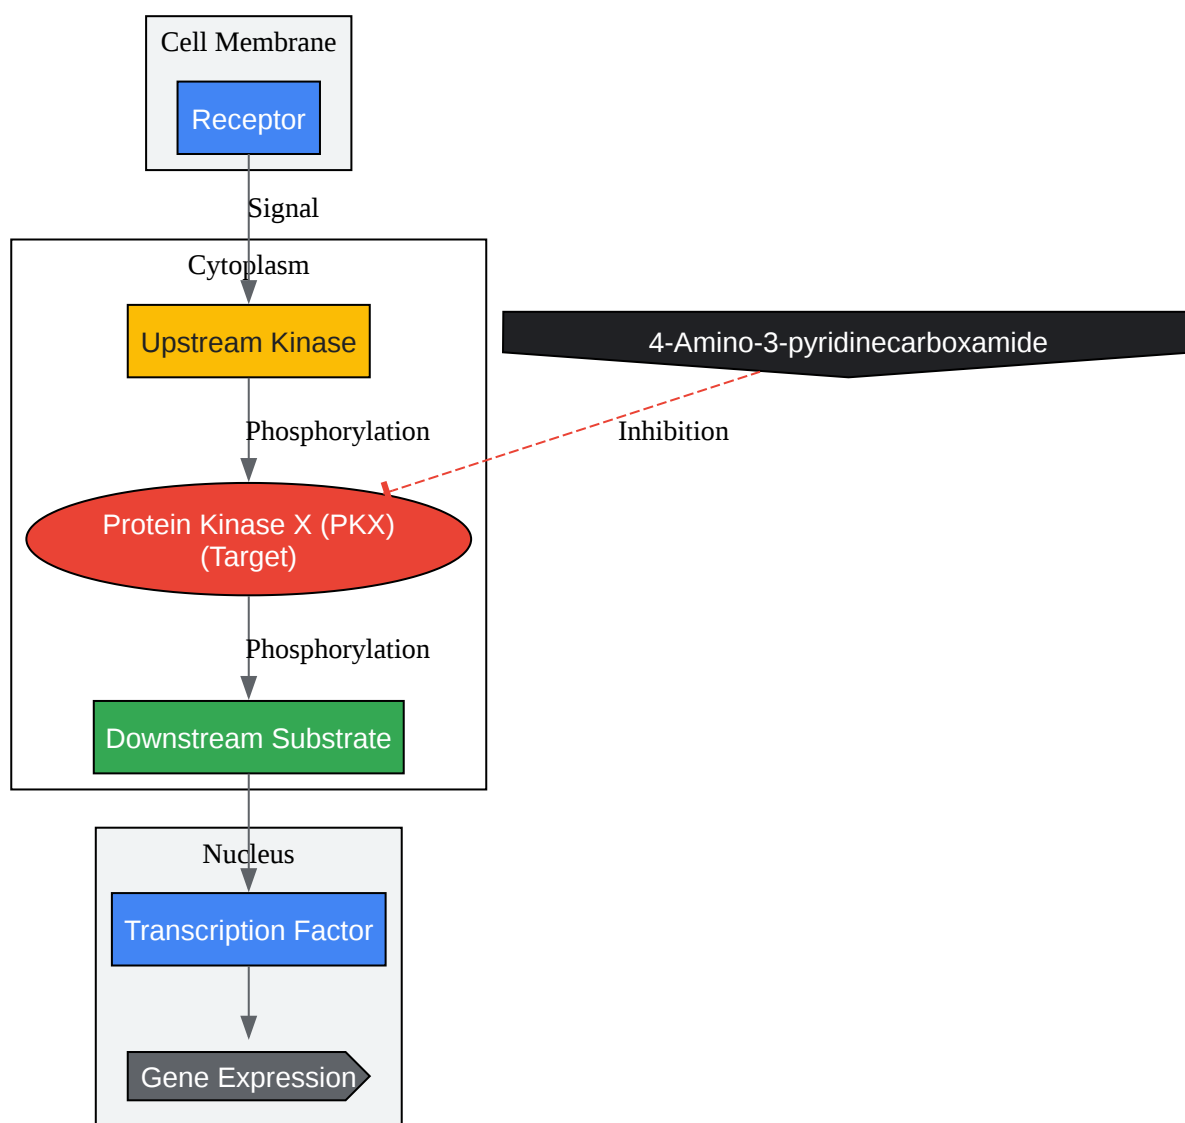 Cell Membrane
Receptor
Signal
Cytoplasm
Upstream Kinase
4-Amino-3-pyridinecarboxamide
Phosphorylation
Inhibition
Protein Kinase X (PKX)
(Target)
Phosphorylation
Downstream Substrate
Nucleus
Transcription Factor
Gene Expression